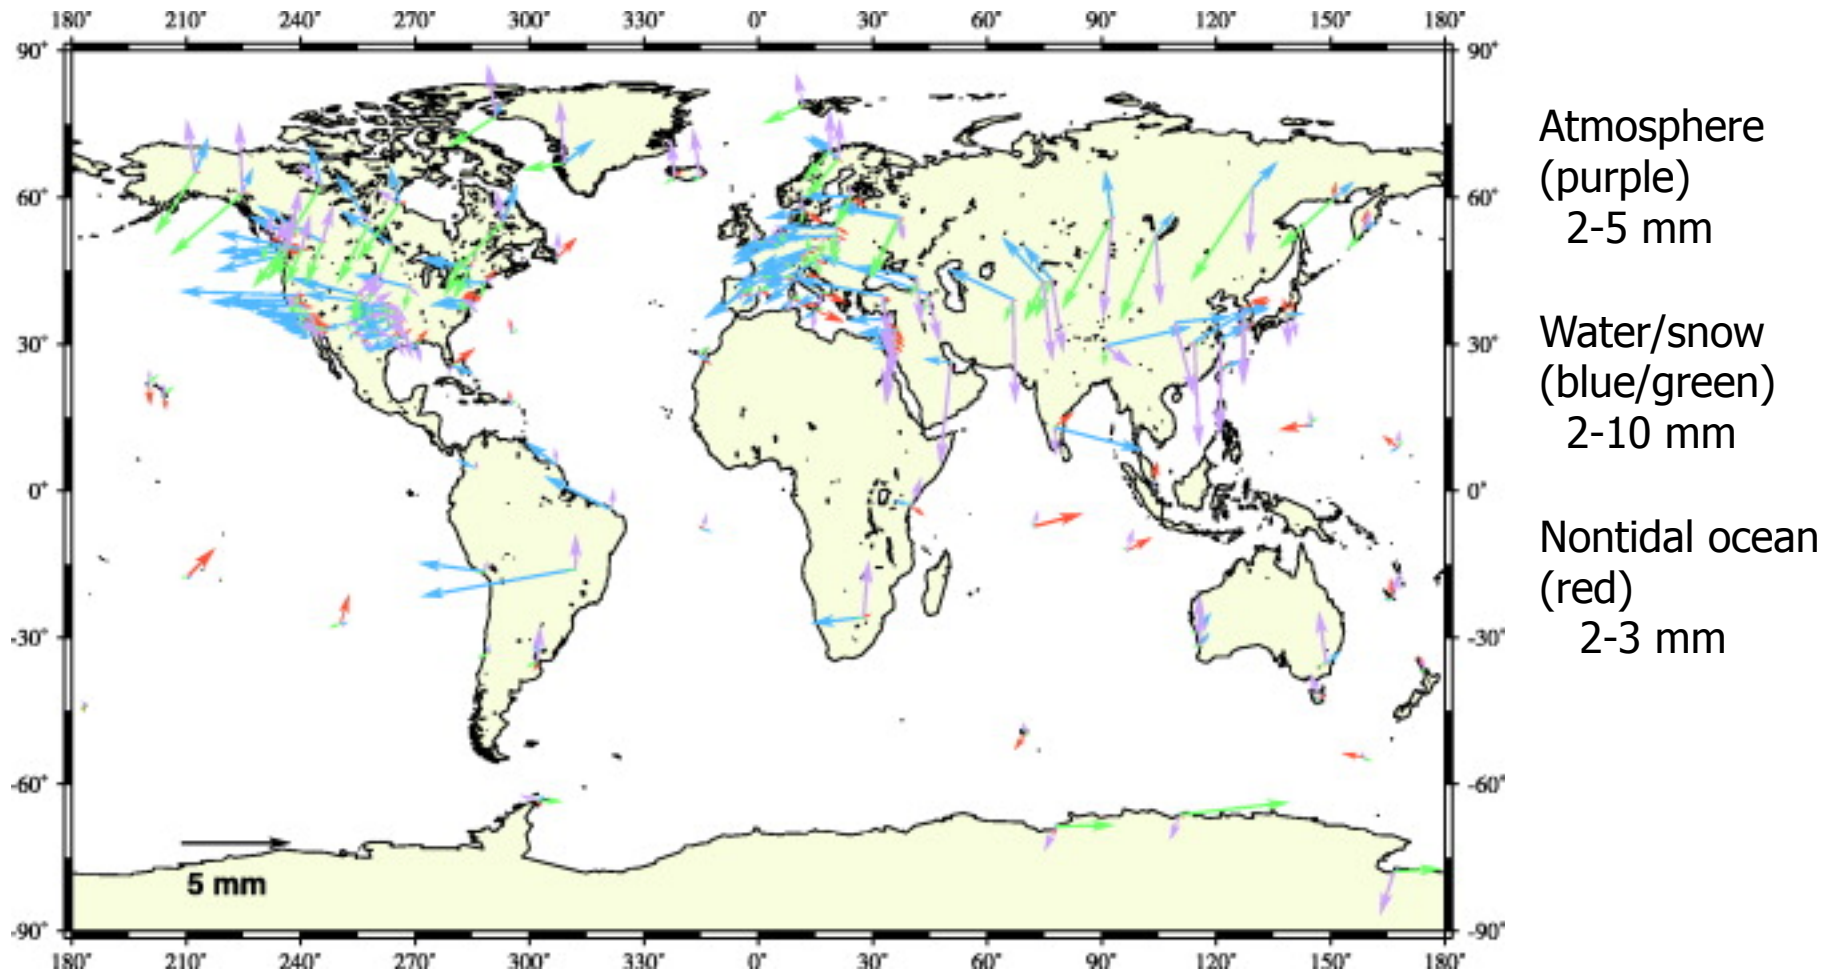 180° 210° 240° 270° 300° 330° 0° 30° 60° 90° 120° 150° 180°
90° 90°
60° 60°
30° 30°
0° 0°
-30° -30°
-60° -60°
-90° -90°
5 mm
180° 210° 240° 270° 300° 330° 0° 30° 60° 90° 120° 150° 180°
Atmosphere
(purple)
2-5 mm
Water/snow
(blue/green)
2-10 mm
Nontidal ocean
(red)
2-3 mm